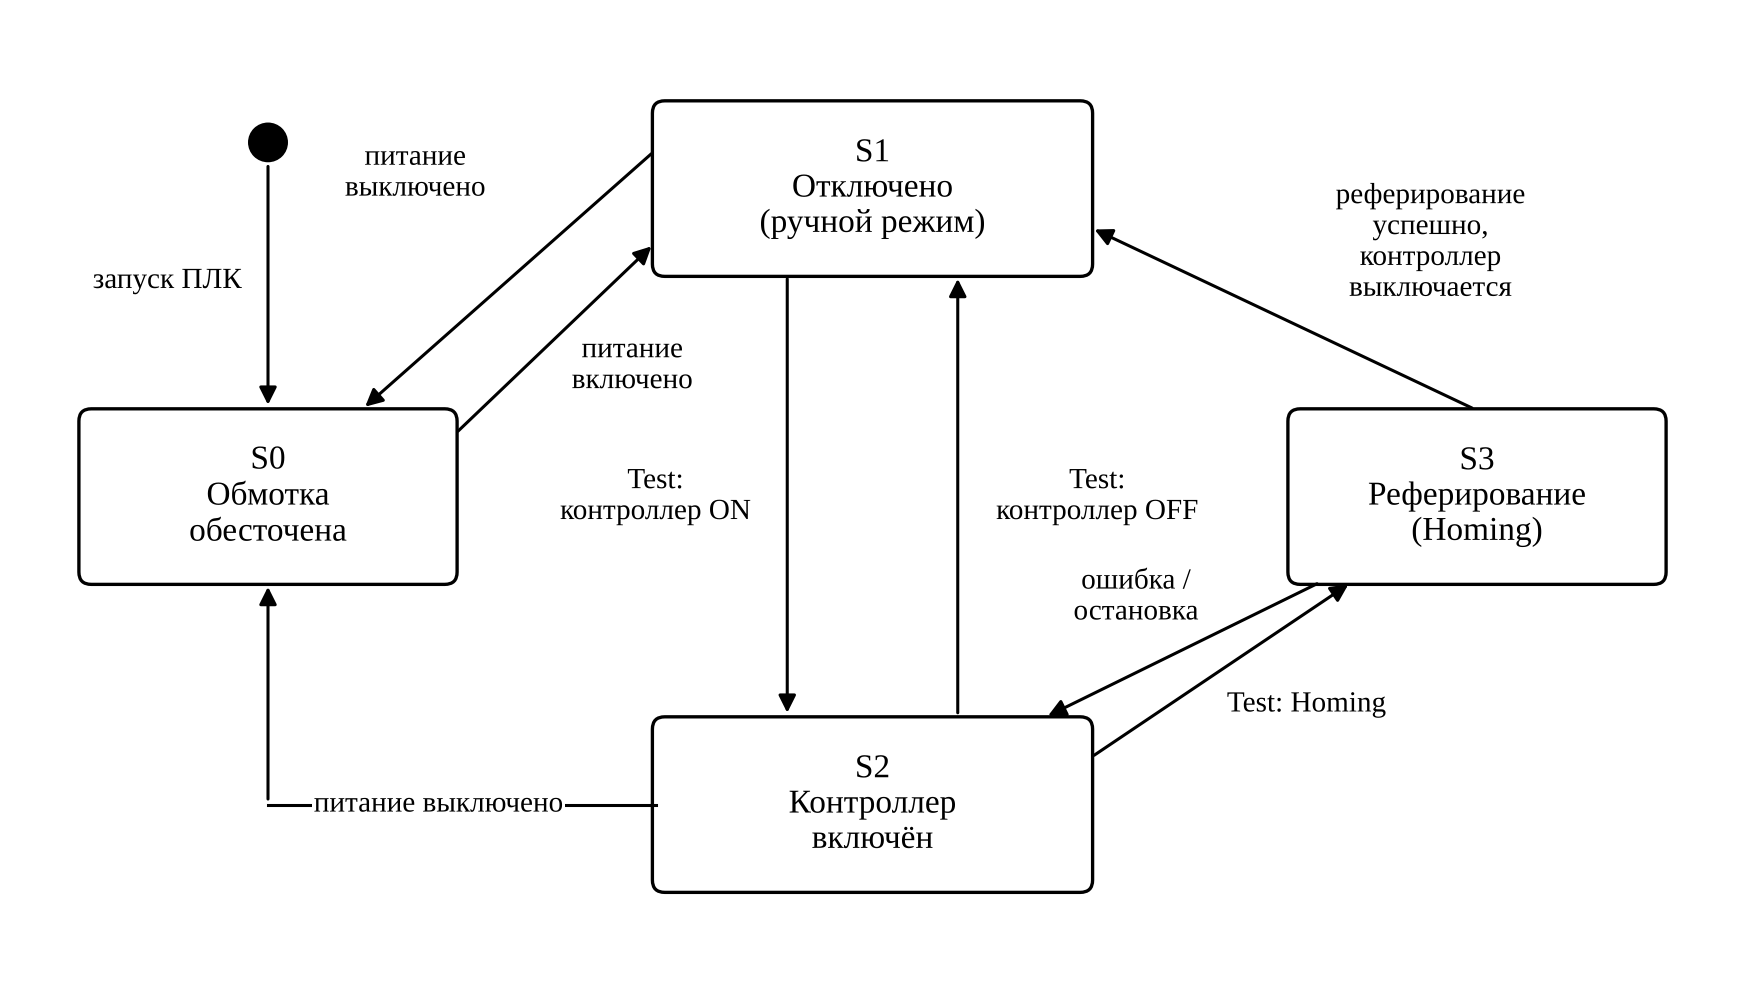 S1
Отключено
(ручной режим)
питание
выключено
запуск ПЛК
реферирование
успешно,
контроллер
выключается
питание
включено
S0
Обмотка
обесточена
Test:
контроллер ON
Test:
контроллер OFF
S3
Реферирование
(Homing)
ошибка /
остановка
Test: Homing
S2
Контроллер
включён
питание выключено